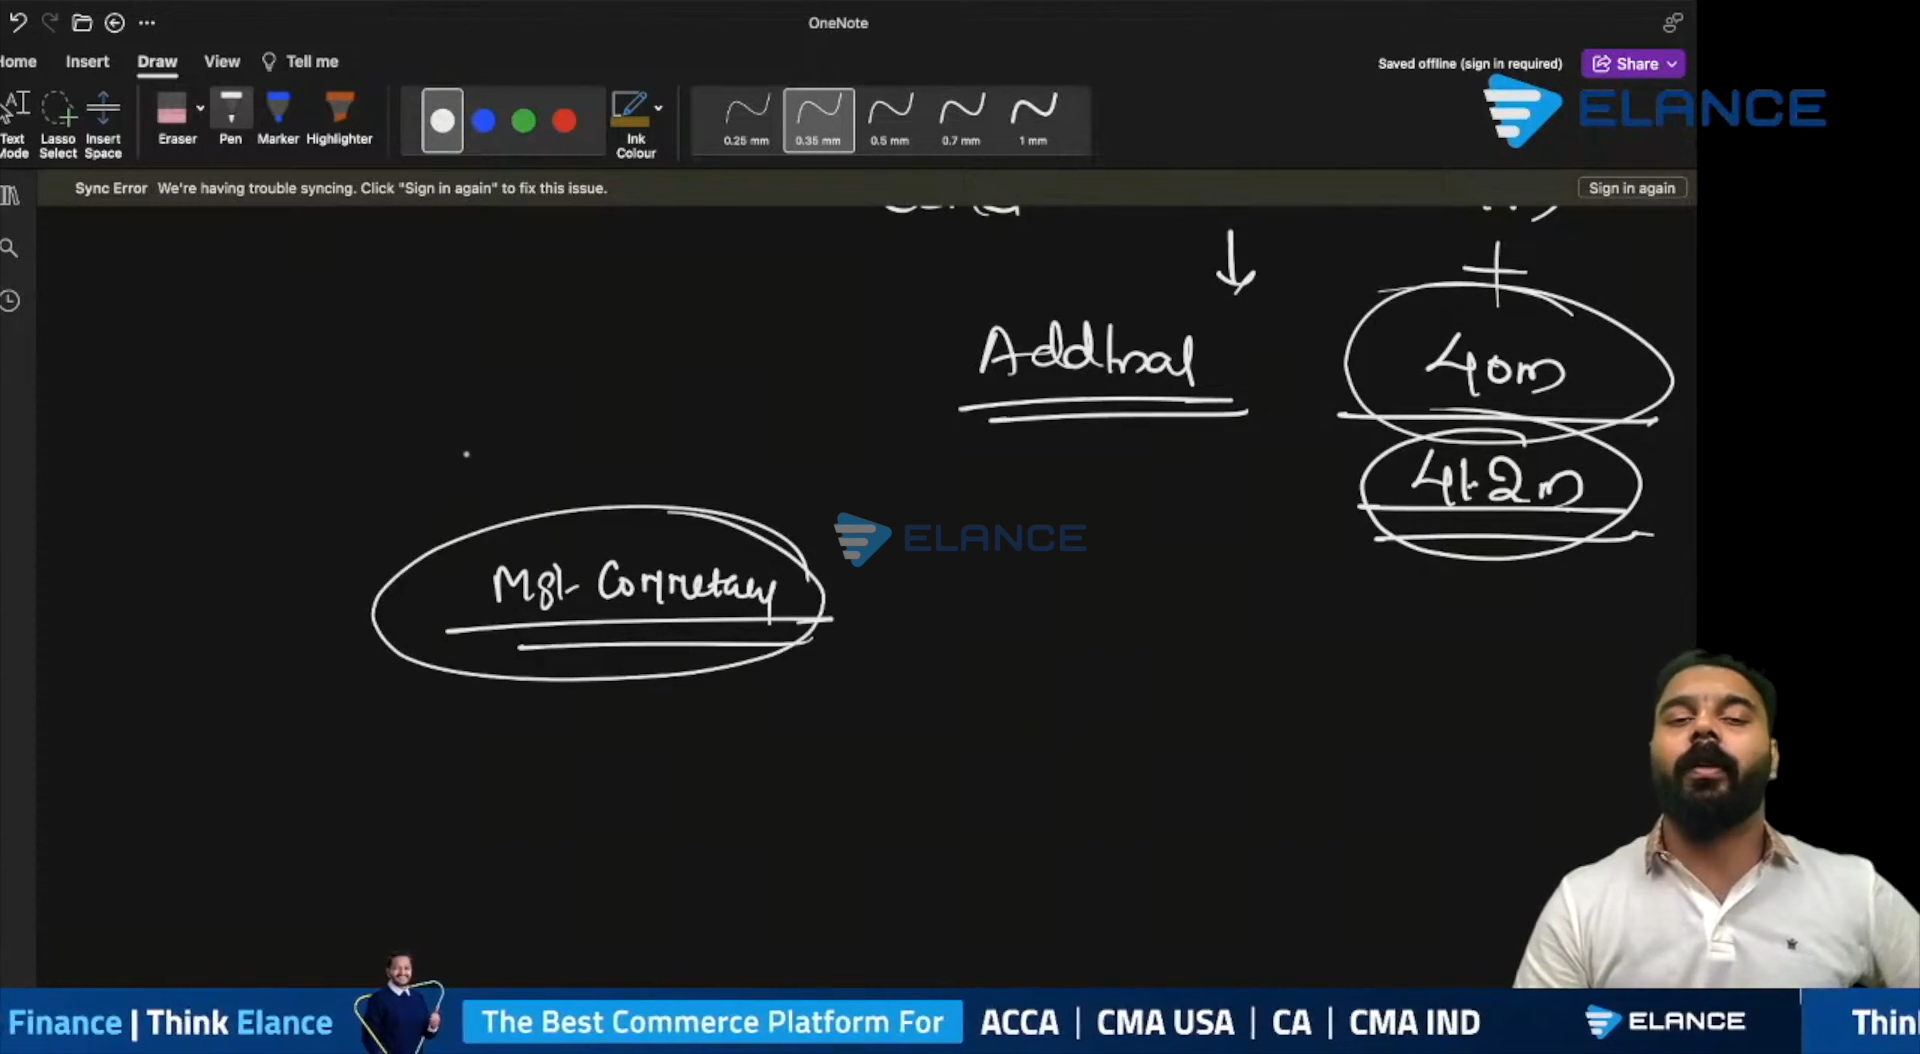 OneNote
Home Insert Draw View Tell me
Saved offline (sign in required)
Share
ELANCE
Text Mode
Lasso Select
Insert Space
Eraser
Pen
Marker
Highlighter
Ink Colour
0.25 mm
0.35 mm
0.5 mm
0.7 mm
1 mm
Sync Error We're having trouble syncing. Click "Sign in again" to fix this issue.
Sign in again
40m
41.2m
ELANCE
Finance | Think Elance
The Best Commerce Platform For
ACCA | CMA USA | CA | CMA IND
ELANCE
Thin